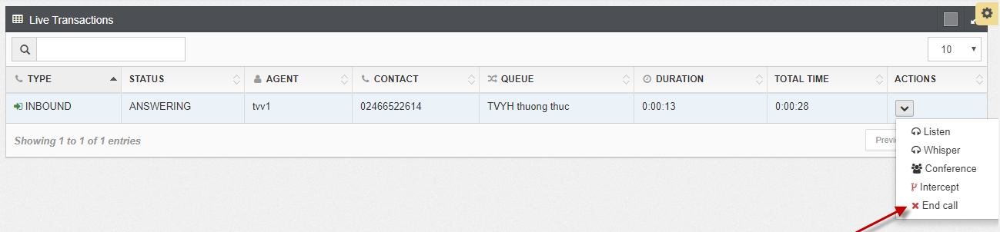 Live Transactions
10
TYPE STATUS AGENT CONTACT QUEUE DURATION TOTAL TIME ACTIONS
INBOUND ANSWERING tvv1 02466522614 TVYH thuong thuc 0:00:13 0:00:28
Showing 1 to 1 of 1 entries
Listen
Whisper
Conference
Intercept
End call